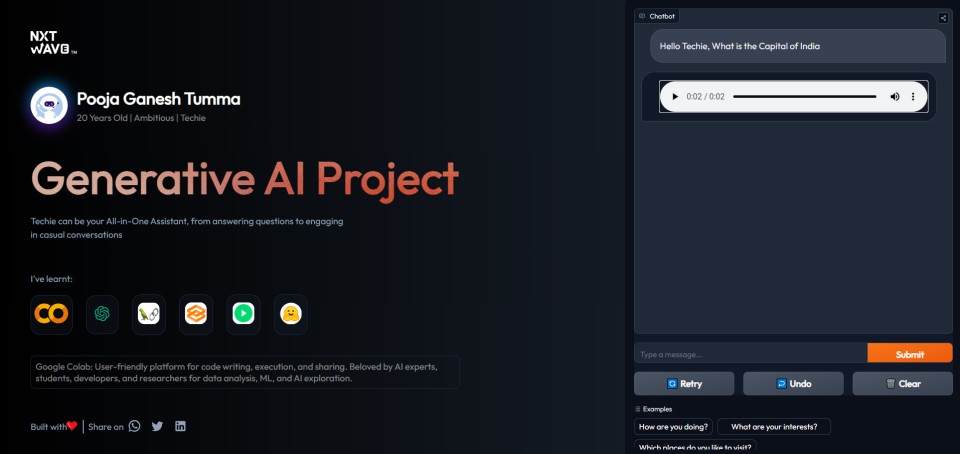 NXT
WAVE TM
Pooja Ganesh Tumma
20 Years Old | Ambitious | Techie
Generative AI Project
Techie can be your All-in-One Assistant, from answering questions to engaging
in casual conversations
I've learnt:
Google Colab: User-friendly platform for code writing, execution, and sharing. Beloved by AI experts,
students, developers, and researchers for data analysis, ML, and AI exploration.
Built with❤️ | Share on
Chatbot
Hello Techie, What is the Capital of India
0:02 / 0:02
Type a message...
Submit
Retry
Undo
Clear
Examples
How are you doing?
What are your interests?
Which places do you like to visit?